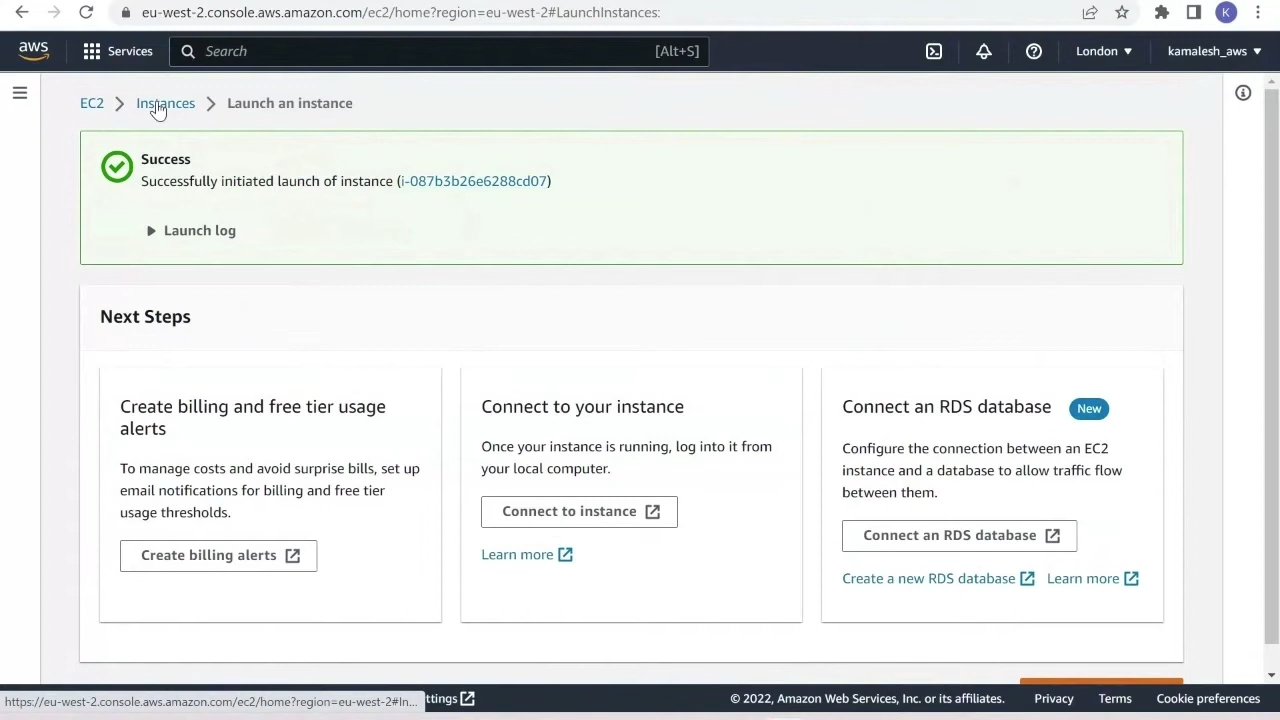 eu-west-2.console.aws.amazon.com/ec2/home?region=eu-west-2#LaunchInstances:
K
aws Services Search [Alt+S] London kamalesh_aws
EC2 Instances Launch an instance
Success
Successfully initiated launch of instance (i-087b3b26e6288cd07)
Launch log
Next Steps
Create billing and free tier usage
alerts
To manage costs and avoid surprise bills, set up
email notifications for billing and free tier
usage thresholds.
Create billing alerts
Connect to your instance
Once your instance is running, log into it from
your local computer.
Connect to instance
Learn more
Connect an RDS database New
Configure the connection between an EC2
instance and a database to allow traffic flow
between them.
Connect an RDS database
Create a new RDS database Learn more
https://eu-west-2.console.aws.amazon.com/ec2/home?region=eu-west-2#In... ttings © 2022, Amazon Web Services, Inc. or its affiliates. Privacy Terms Cookie preferences